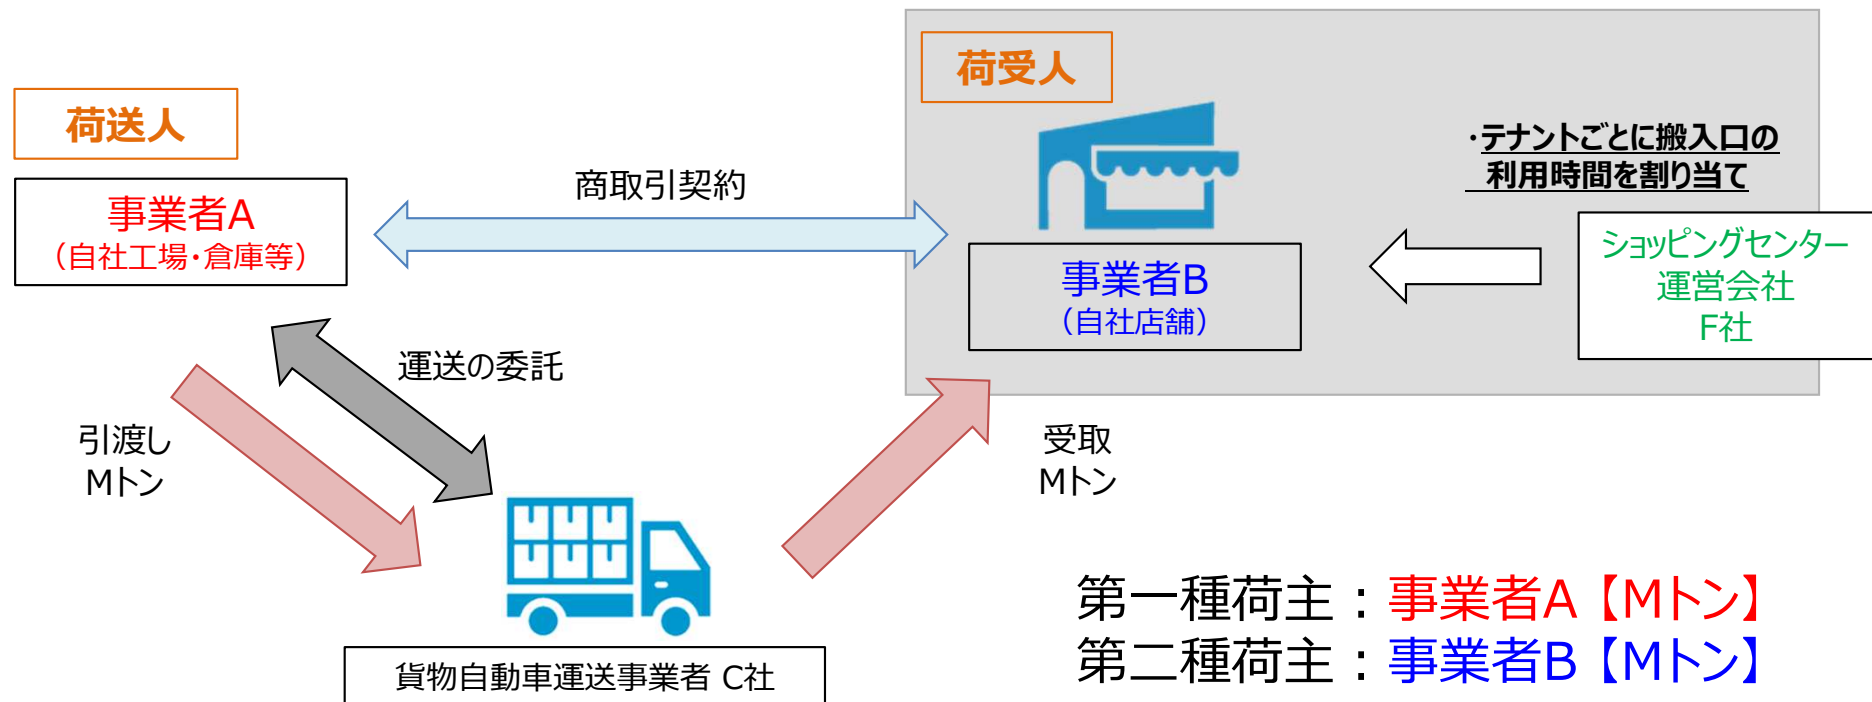 荷送人
事業者A
（自社工場・倉庫等）
商取引契約
荷受人
事業者B
（自社店舗）
・テナントごとに搬入口の
利用時間を割り当て
ショッピングセンター
運営会社
F社
運送の委託
引渡し
Mトン
受取
Mトン
貨物自動車運送事業者 C社
第一種荷主：事業者A【Mトン】
第二種荷主：事業者B【Mトン】